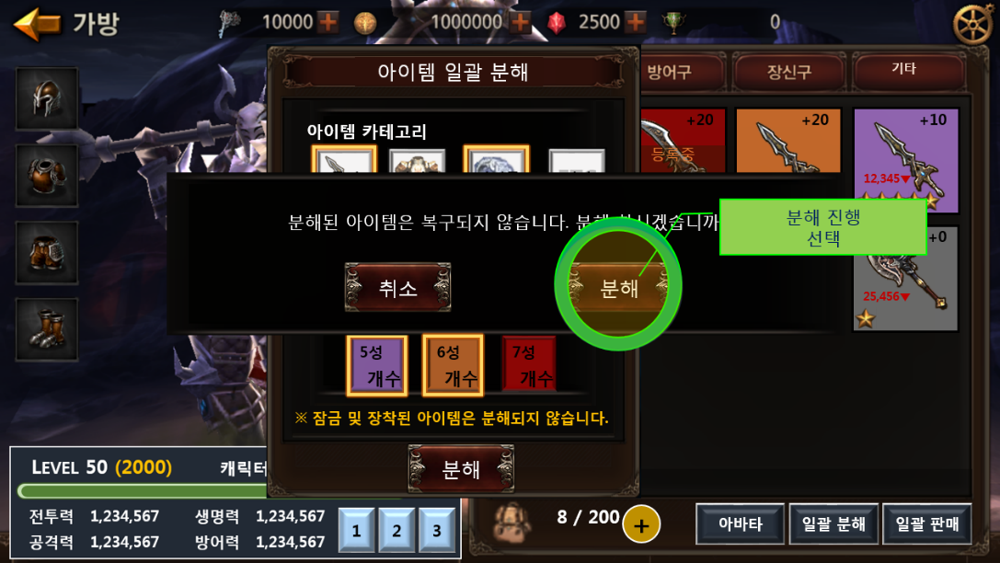 가방
10000
1000000
2500
0
아이템 일괄 분해
방어구
장신구
기타
아이템 카테고리
+20
+20
+10
등록중
12,345▼
분해된 아이템은 복구되지 않습니다. 분해
분해 진행
선택
+0
취소
분해
25,456▼
5성
개수
6성
개수
7성
개수
※ 잠금 및 장착된 아이템은 분해되지 않습니다.
LEVEL 50 (2000)
캐릭터
분해
전투력 1,234,567
생명력 1,234,567
공격력 1,234,567
방어력 1,234,567
1
2
3
8 / 200
+
아바타
일괄 분해
일괄 판매